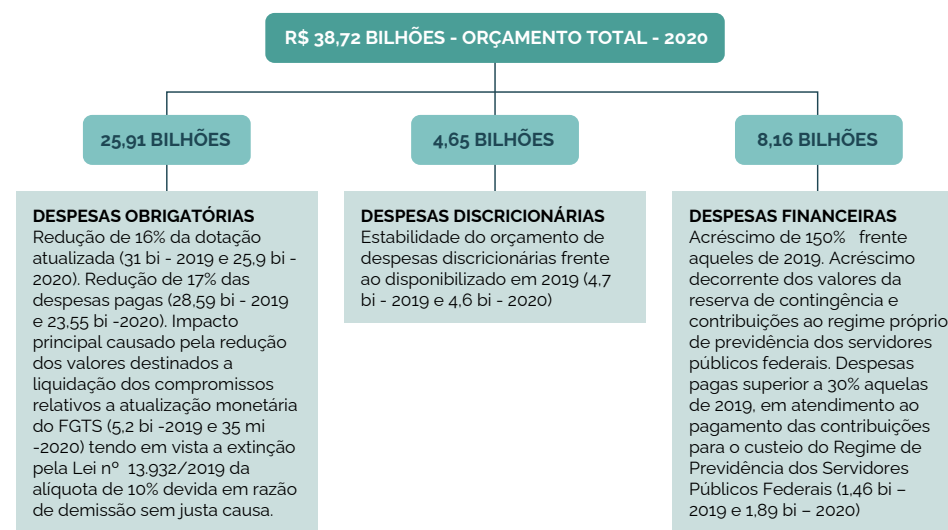 R$ 38,72 BILHÕES - ORÇAMENTO TOTAL - 2020
25,91 BILHÕES
4,65 BILHÕES
8,16 BILHÕES
DESPESAS OBRIGATÓRIAS
Redução de 16% da dotação
atualizada (31 bi - 2019 e 25,9 bi -
2020). Redução de 17% das
despesas pagas (28,59 bi - 2019
e 23,55 bi -2020). Impacto
principal causado pela redução
dos valores destinados a
liquidação dos compromissos
relativos a atualização monetária
do FGTS (5,2 bi -2019 e 35 mi
-2020) tendo em vista a extinção
pela Lei nº 13.932/2019 da
alíquota de 10% devida em razão
de demissão sem justa causa.
DESPESAS DISCRICIONÁRIAS
Estabilidade do orçamento de
despesas discricionárias frente
ao disponibilizado em 2019 (4,7
bi - 2019 e 4,6 bi - 2020)
DESPESAS FINANCEIRAS
Acréscimo de 150% frente
aqueles de 2019. Acréscimo
decorrente dos valores da
reserva de contingência e
contribuições ao regime próprio
de previdência dos servidores
públicos federais. Despesas
pagas superior a 30% aquelas
de 2019, em atendimento ao
pagamento das contribuições
para o custeio do Regime de
Previdência dos Servidores
Públicos Federais (1,46 bi –
2019 e 1,89 bi – 2020)